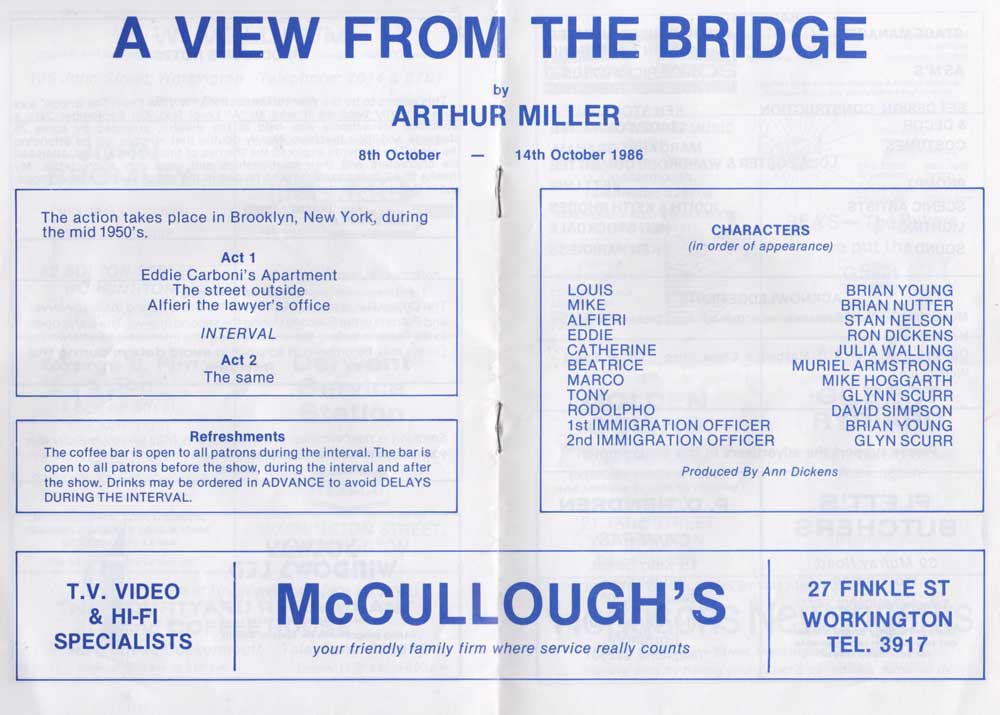 A VIEW FROM THE BRIDGE
by
ARTHUR MILLER
8th October — 14th October 1986
The action takes place in Brooklyn, New York, during
the mid 1950's.
Act 1
Eddie Carboni's Apartment
The street outside
Alfieri the lawyer's office
INTERVAL
Act 2
The same
Refreshments
The coffee bar is open to all patrons during the interval. The bar is
open to all patrons before the show, during the interval and after
the show. Drinks may be ordered in ADVANCE to avoid DELAYS
DURING THE INTERVAL.
CHARACTERS
(in order of appearance)
LOUIS BRIAN YOUNG
MIKE BRIAN NUTTER
ALFIERI STAN NELSON
EDDIE RON DICKENS
CATHERINE JULIA WALLING
BEATRICE MURIEL ARMSTRONG
MARCO MIKE HOGGARTH
TONY GLYNN SCURR
RODOLPHO DAVID SIMPSON
1st IMMIGRATION OFFICER BRIAN YOUNG
2nd IMMIGRATION OFFICER GLYN SCURR
Produced By Ann Dickens
T.V. VIDEO
& HI-FI
SPECIALISTS
McCULLOUGH'S
your friendly family firm where service really counts
27 FINKLE ST
WORKINGTON
TEL. 3917